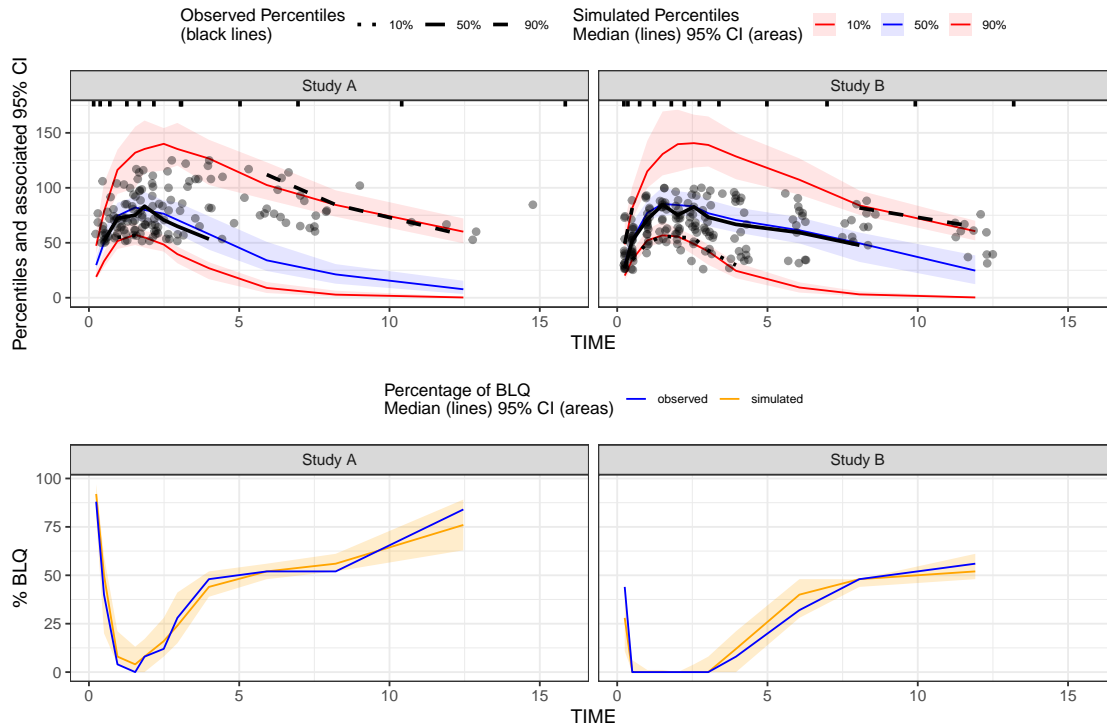 Observed Percentiles
(black lines)
10% 50% 90%
Simulated Percentiles
Median (lines) 95% CI (areas)
10% 50% 90%
Study A
Study B
Percentiles and associated 95% CI
150
100
50
0
0 5 10 15
0 5 10 15
TIME
TIME
Percentage of BLQ
Median (lines) 95% CI (areas)
observed simulated
Study A
Study B
% BLQ
100
75
50
25
0
0 5 10 15
0 5 10 15
TIME
TIME